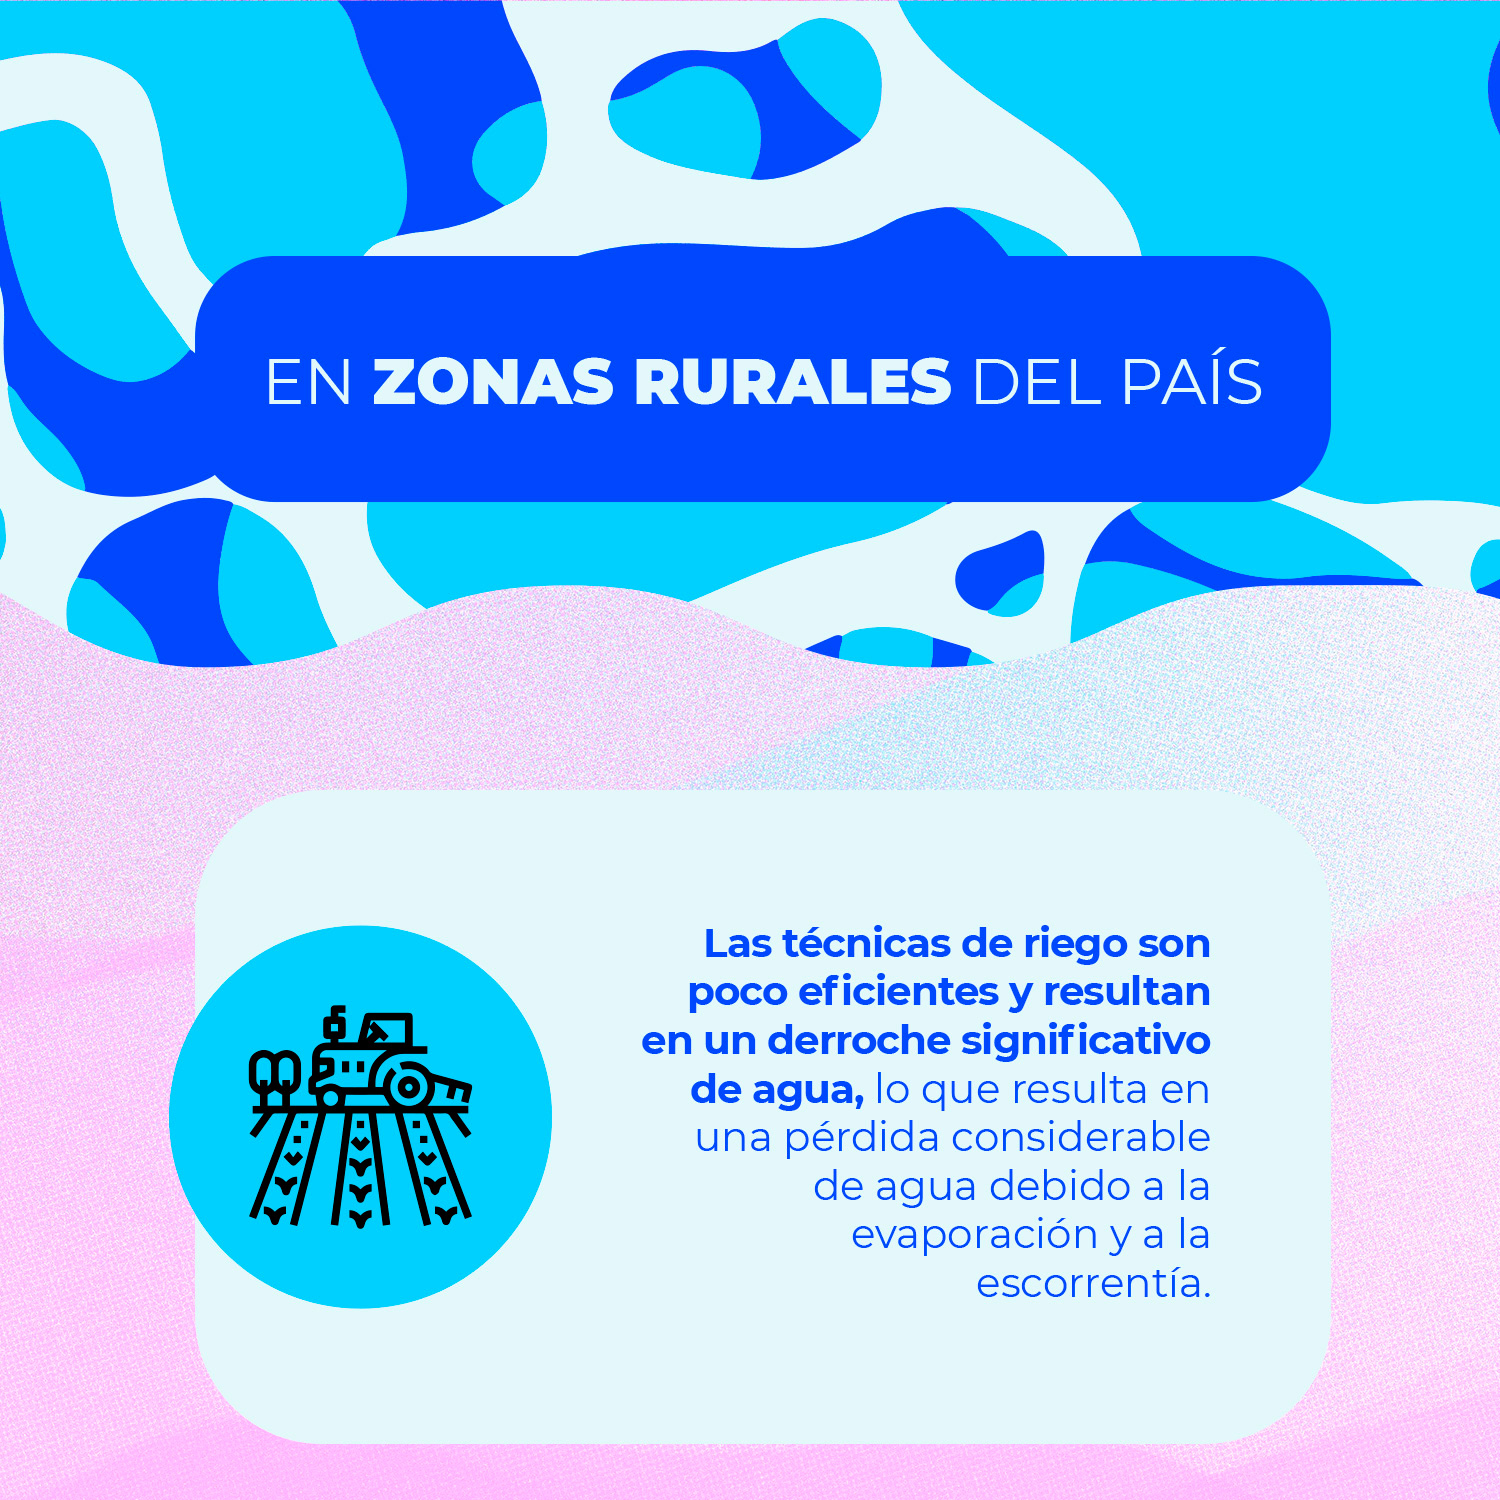 EN ZONAS RURALES DEL PAÍS
Las técnicas de riego son
poco eficientes y resultan
en un derroche significativo
de agua, lo que resulta en
una pérdida considerable
de agua debido a la
evaporación y a la
escorrentía.